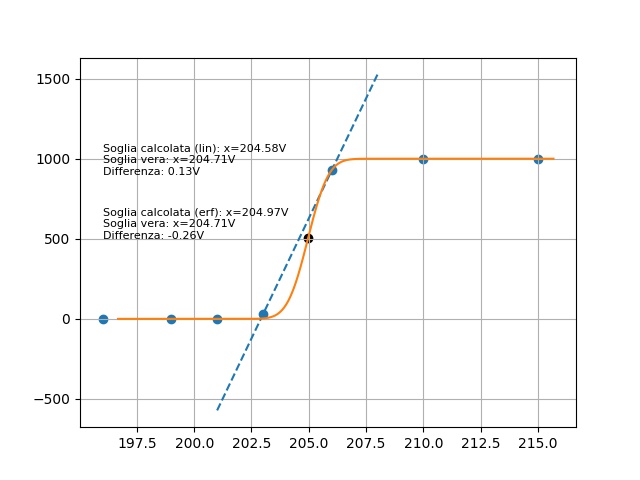 1500
1000
500
0
−500
Soglia calcolata (lin): x=204.58V
Soglia vera: x=204.71V
Differenza: 0.13V
Soglia calcolata (erf): x=204.97V
Soglia vera: x=204.71V
Differenza: -0.26V
197.5 200.0 202.5 205.0 207.5 210.0 212.5 215.0